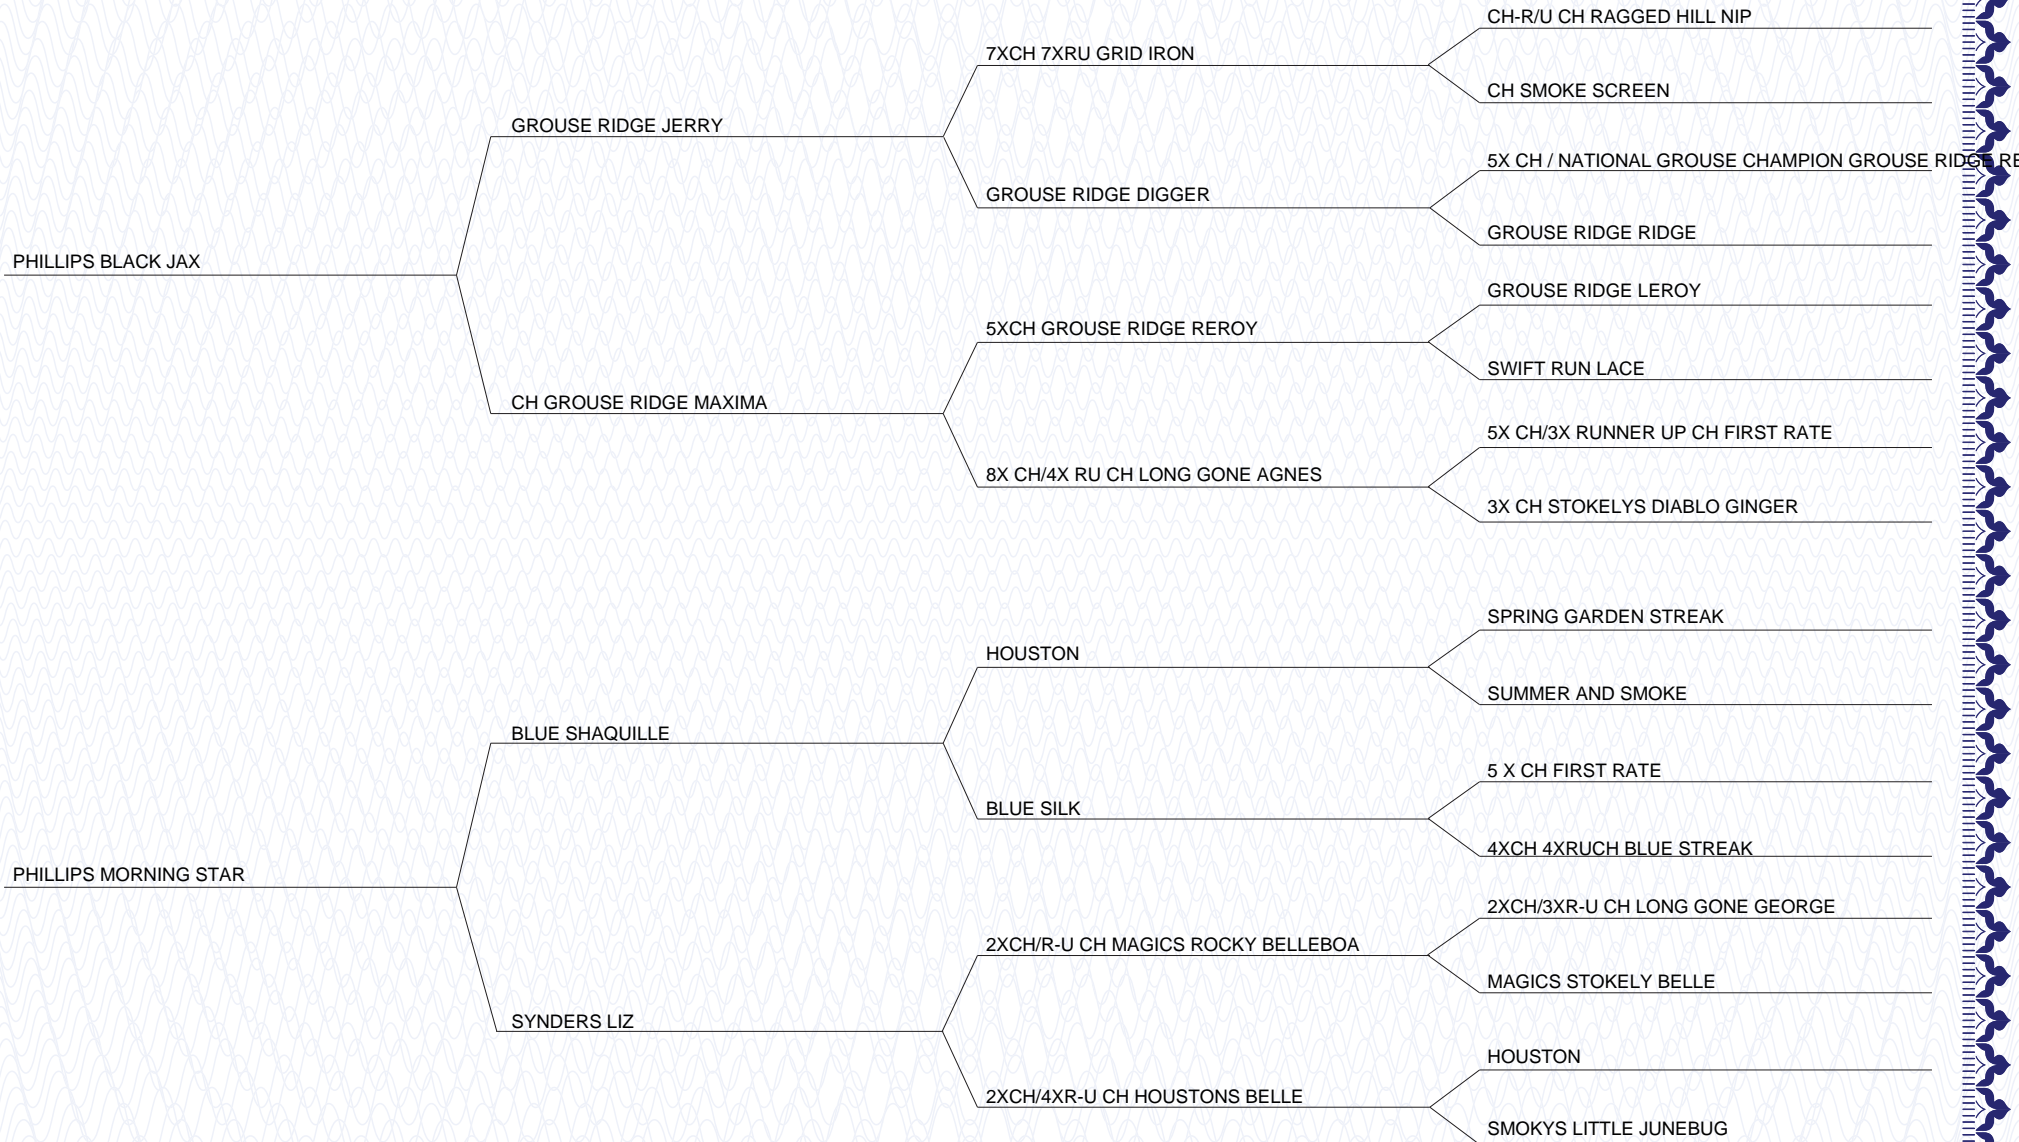 CH-R/U CH RAGGED HILL NIP
7XCH 7XRU GRID IRON
CH SMOKE SCREEN
GROUSE RIDGE JERRY
5X CH / NATIONAL GROUSE CHAMPION GROUSE RIDGE RE
GROUSE RIDGE DIGGER
GROUSE RIDGE RIDGE
PHILLIPS BLACK JAX
GROUSE RIDGE LEROY
5XCH GROUSE RIDGE REROY
SWIFT RUN LACE
CH GROUSE RIDGE MAXIMA
5X CH/3X RUNNER UP CH FIRST RATE
8X CH/4X RU CH LONG GONE AGNES
3X CH STOKELYS DIABLO GINGER
SPRING GARDEN STREAK
HOUSTON
SUMMER AND SMOKE
BLUE SHAQUILLE
5 X CH FIRST RATE
BLUE SILK
4XCH 4XRUCH BLUE STREAK
PHILLIPS MORNING STAR
2XCH/3XR-U CH LONG GONE GEORGE
2XCH/R-U CH MAGICS ROCKY BELLEBOA
MAGICS STOKELY BELLE
SYNDERS LIZ
HOUSTON
2XCH/4XR-U CH HOUSTONS BELLE
SMOKYS LITTLE JUNEBUG